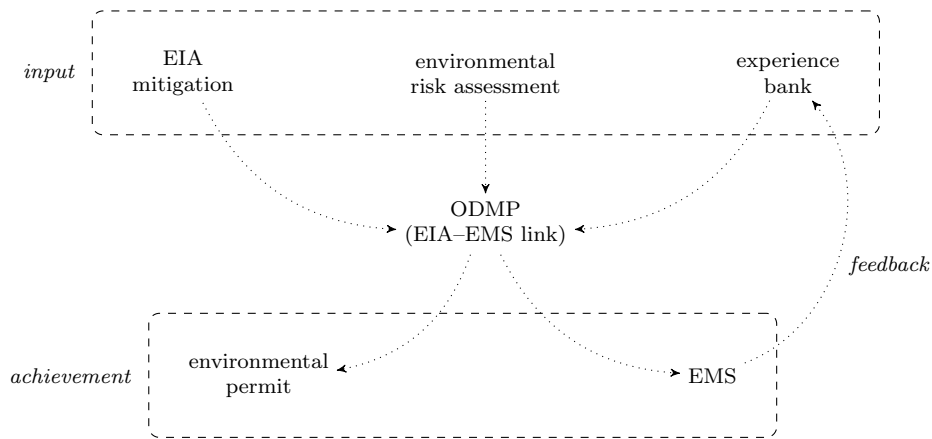 EIA
mitigation
environmental
risk assessment
experience
bank
input
ODMP
(EIA–EMS link)
feedback
environmental
permit
EMS
achievement